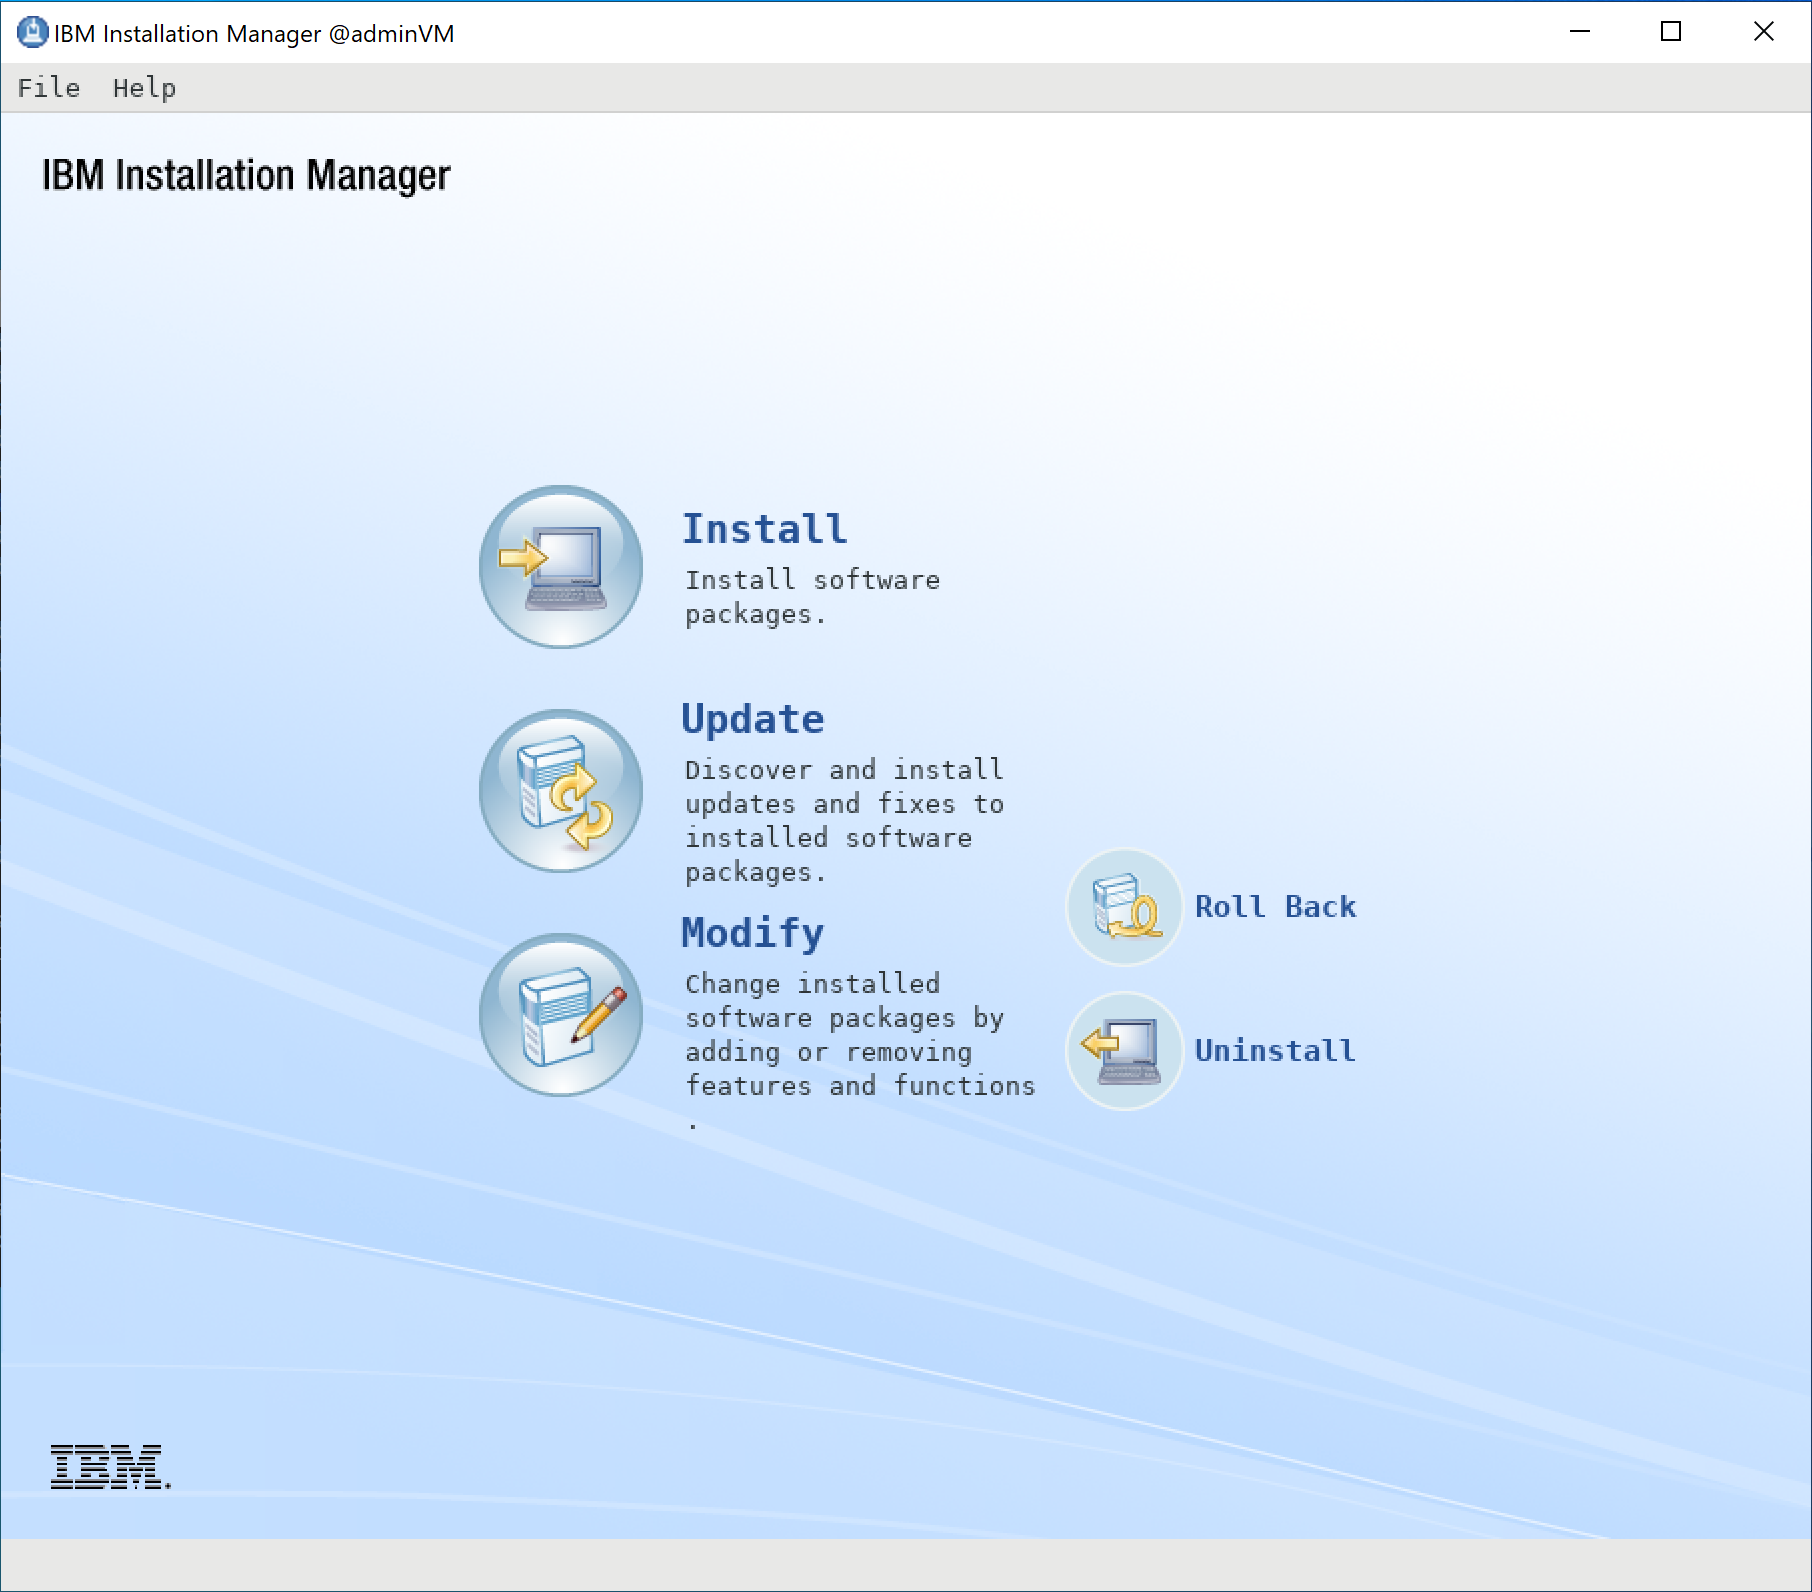 IBM Installation Manager @adminVM
File Help
IBM Installation Manager
Install
Install software
packages.
Update
Discover and install
updates and fixes to
installed software
packages.
Modify
Change installed
software packages by
adding or removing
features and functions
.
Roll Back
Uninstall
IBM.